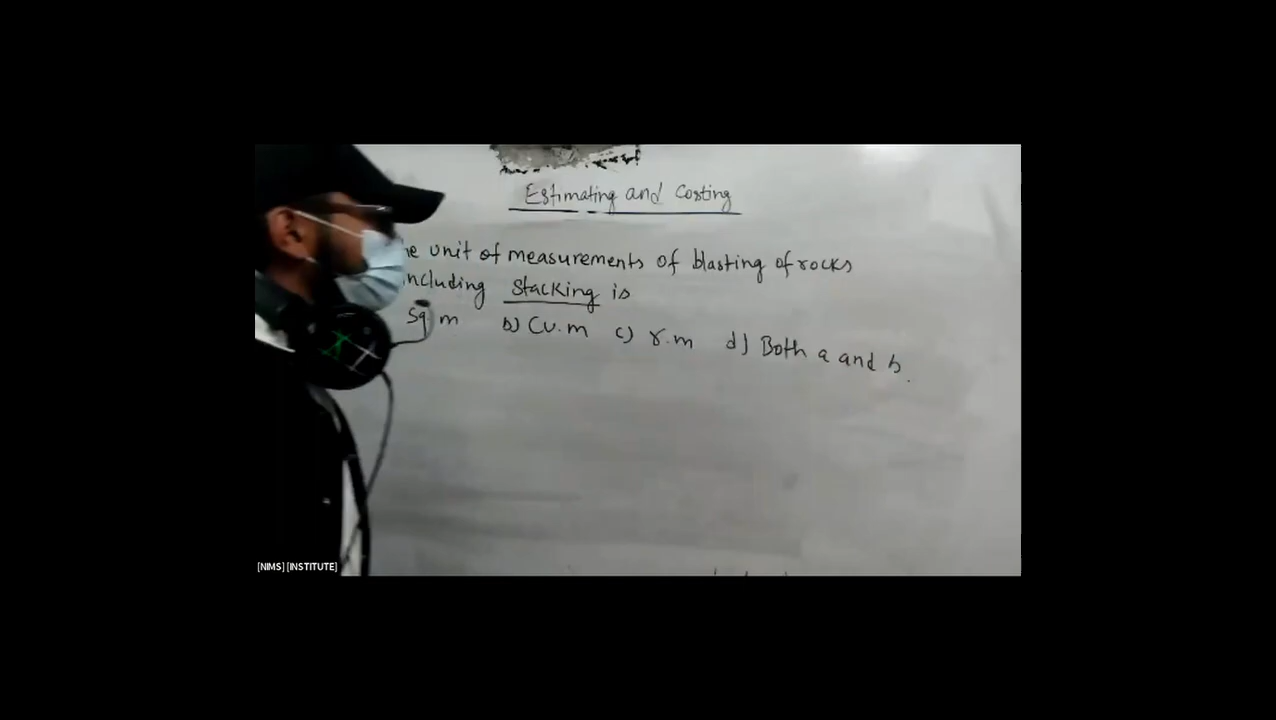 Estimating and Costing
he unit of measurements of blasting of rocks
ncluding Stacking is
Sq. m b) Cu.m c) r.m d) Both a and b.
[NIMS] [INSTITUTE]